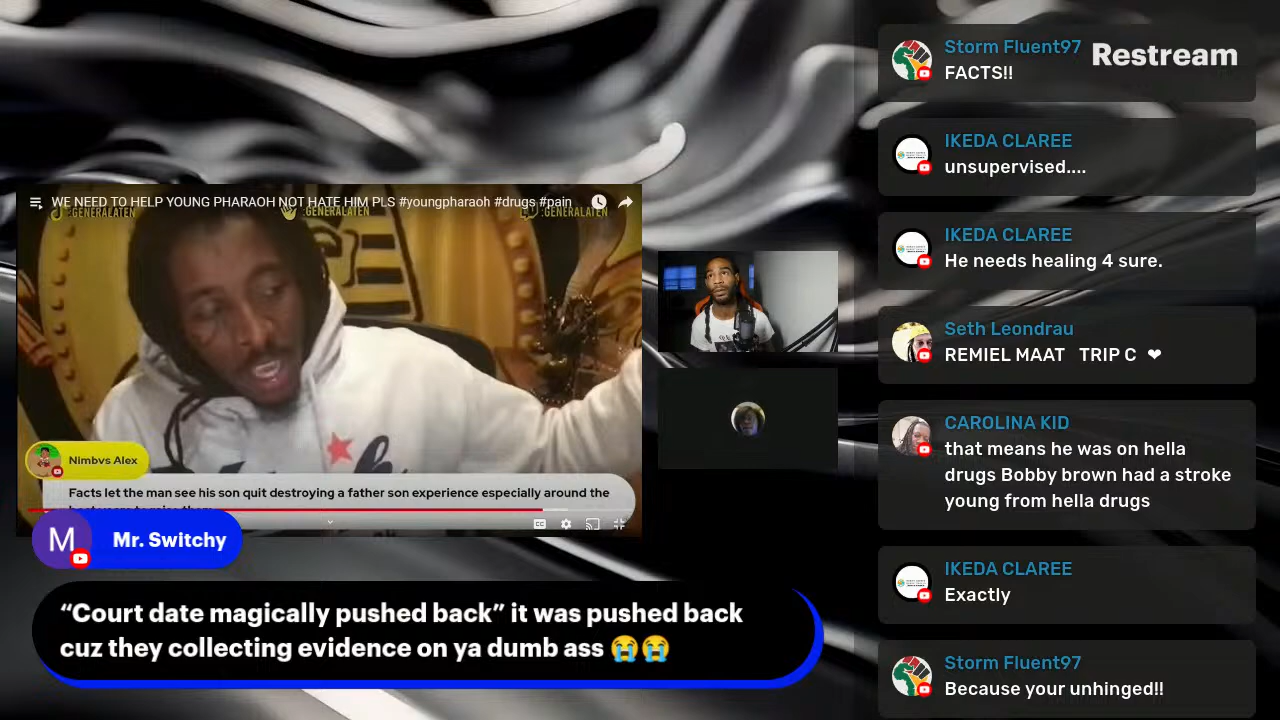 WE NEED TO HELP YOUNG PHARAOH NOT HATE HIM PLS #youngpharaoh #drugs #pain
:GENERALATEN
:GENERALATEN
:GENERALATEN
Nimbvs Alex
Facts let the man see his son quit destroying a father son experience especially around the
CC
M
Mr. Switchy
“Court date magically pushed back” it was pushed back
cuz they collecting evidence on ya dumb ass 😭😭
Restream
Storm Fluent97
FACTS!!
IKEDA CLAREE
unsupervised....
IKEDA CLAREE
He needs healing 4 sure.
Seth Leondrau
REMIEL MAAT TRIP C ❤
CAROLINA KID
that means he was on hella
drugs Bobby brown had a stroke
young from hella drugs
IKEDA CLAREE
Exactly
Storm Fluent97
Because your unhinged!!